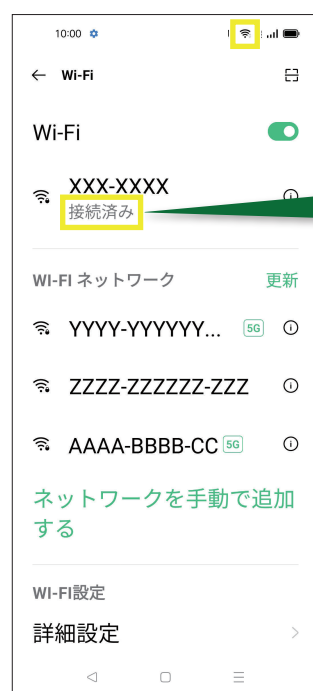 10:00
Wi-Fi
Wi-Fi
XXX-XXXX
接続済み
WI-FI ネットワーク 更新
YYYY-YYYYYY... 5G
ZZZZ-ZZZZZZ-ZZZ
AAAA-BBBB-CC 5G
ネットワークを手動で追加
する
WI-FI設定
詳細設定